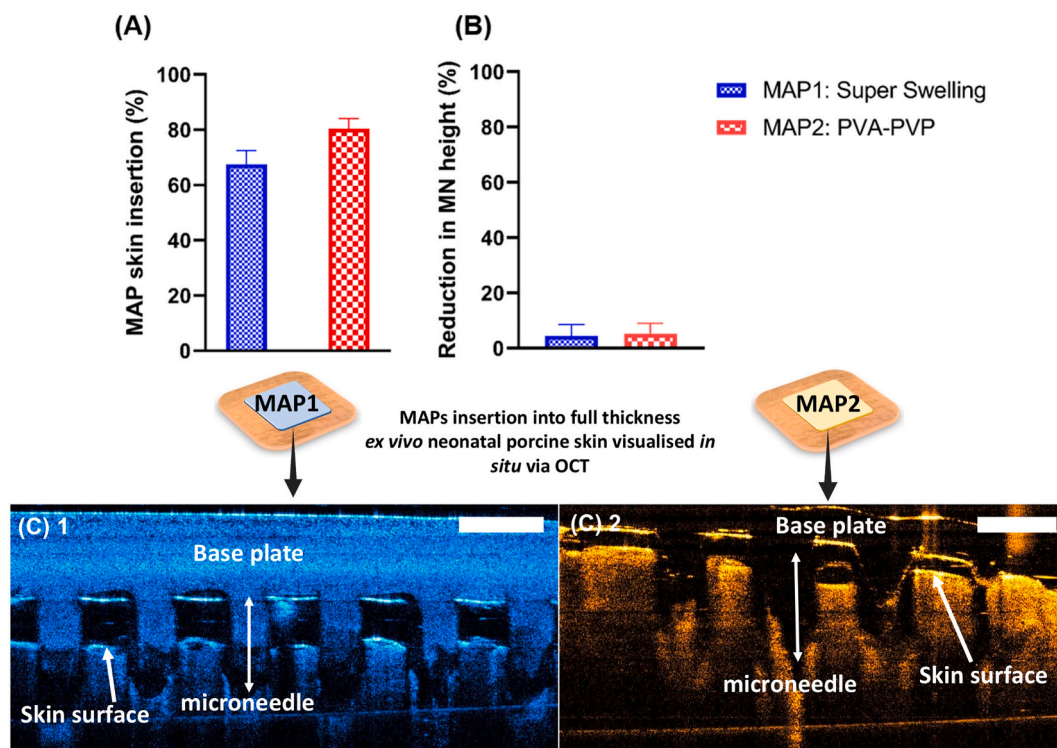 (A)
MAP skin insertion (%)
100
80
60
40
20
0
(B)
Reduction in MN height (%)
100
80
60
40
20
0
MAP1: Super Swelling
MAP2: PVA-PVP
MAP1
MAPs insertion into full thickness
ex vivo neonatal porcine skin visualised in
situ via OCT
MAP2
(C) 1
Base plate
Skin surface
microneedle
(C) 2
Base plate
microneedle
Skin surface